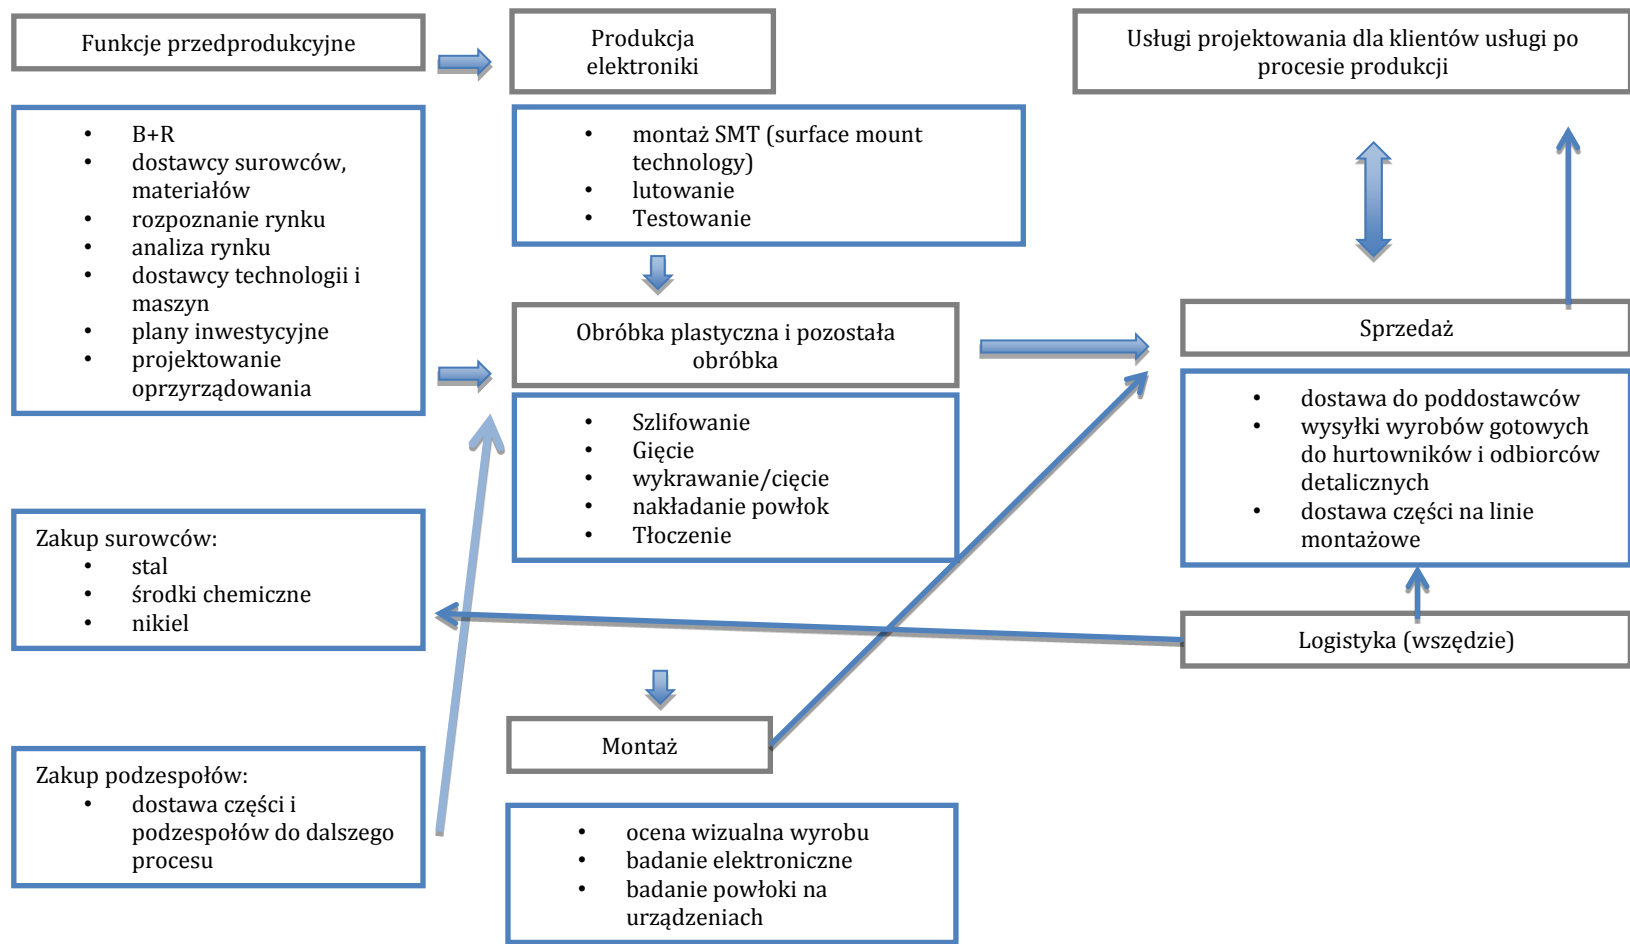 Funkcje przedprodukcyjne
• B+R
• dostawcy surowców,
materiałów
• rozpoznanie rynku
• analiza rynku
• dostawcy technologii i
maszyn
• plany inwestycyjne
• projektowanie
oprzyrządowania
Zakup surowców:
• stal
• środki chemiczne
• nikiel
Zakup podzespołów:
• dostawa części i
podzespołów do dalszego
procesu
Produkcja
elektroniki
• montaż SMT (surface mount
technology)
• lutowanie
• Testowanie
Obróbka plastyczna i pozostała
obróbka
• Szlifowanie
• Gięcie
• wykrawanie/cięcie
• nakładanie powłok
• Tłoczenie
Montaż
• ocena wizualna wyrobu
• badanie elektroniczne
• badanie powłoki na
urządzeniach
Usługi projektowania dla klientów usługi po
procesie produkcji
Sprzedaż
• dostawa do poddostawców
• wysyłki wyrobów gotowych
do hurtowników i odbiorców
detalicznych
• dostawa części na linie
montażowe
Logistyka (wszędzie)